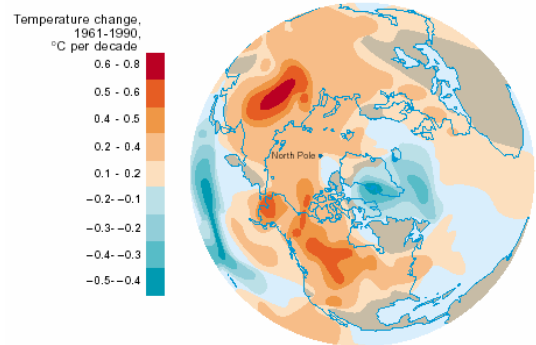 Temperature change,
1961-1990,
°C per decade
0.6 - 0.8
0.5 - 0.6
0.4 - 0.5
0.2 - 0.4
0.1 - 0.2
-0.2--0.1
-0.3--0.2
-0.4--0.3
-0.5--0.4
North Pole